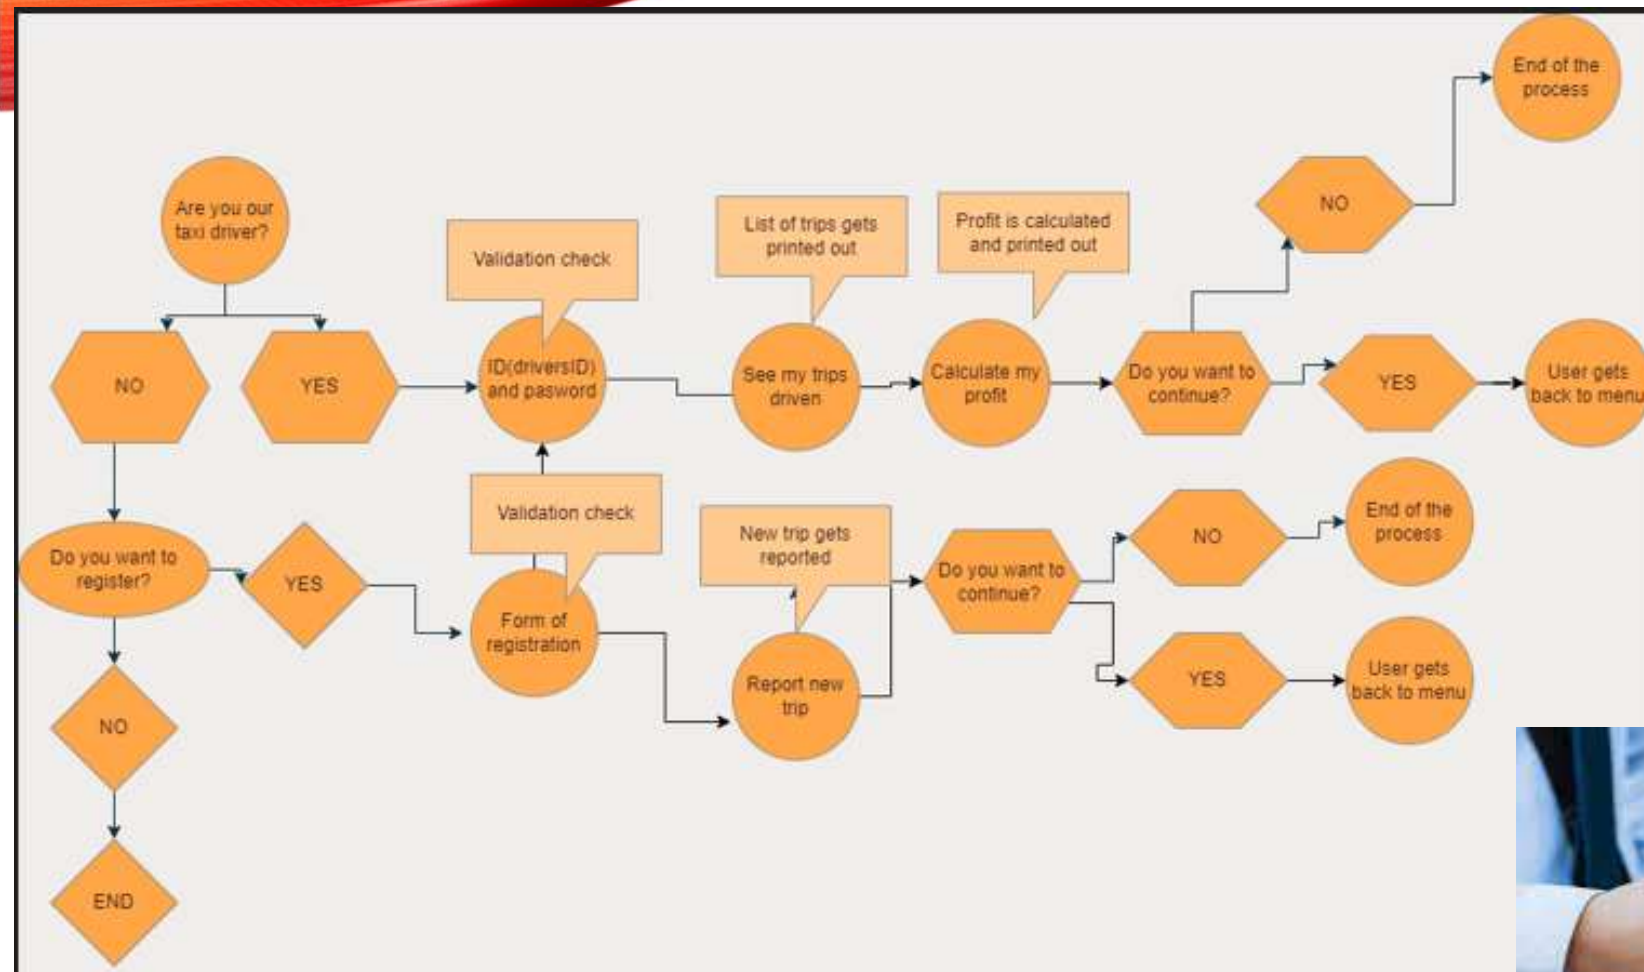 End of the
process
Are you our
taxi driver?
NO
List of trips gets
printed out
Profit is calculated
and printed out
Validation check
NO
YES
ID(driversID)
and pasword
See my trips
driven
Calculate my
profit
Do you want to
continue?
YES
User gets
back to menu
Validation check
New trip gets
reported
End of the
process
Do you want to
register?
YES
Do you want to
continue?
NO
Form of
registration
Report new
trip
YES
User gets
back to menu
NO
END